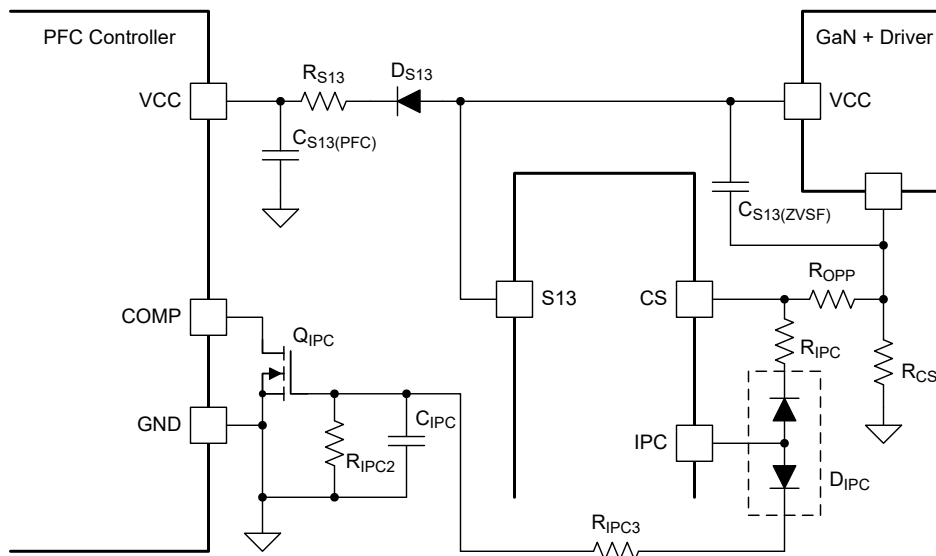 PFC Controller
GaN + Driver
RS13
DS13
VCC
VCC
CS13(PFC)
CS13(ZVSF)
ROPP
S13
CS
COMP
QIPC
RIPC
RCS
GND
CIPC
IPC
RIPC2
DIPC
RIPC3